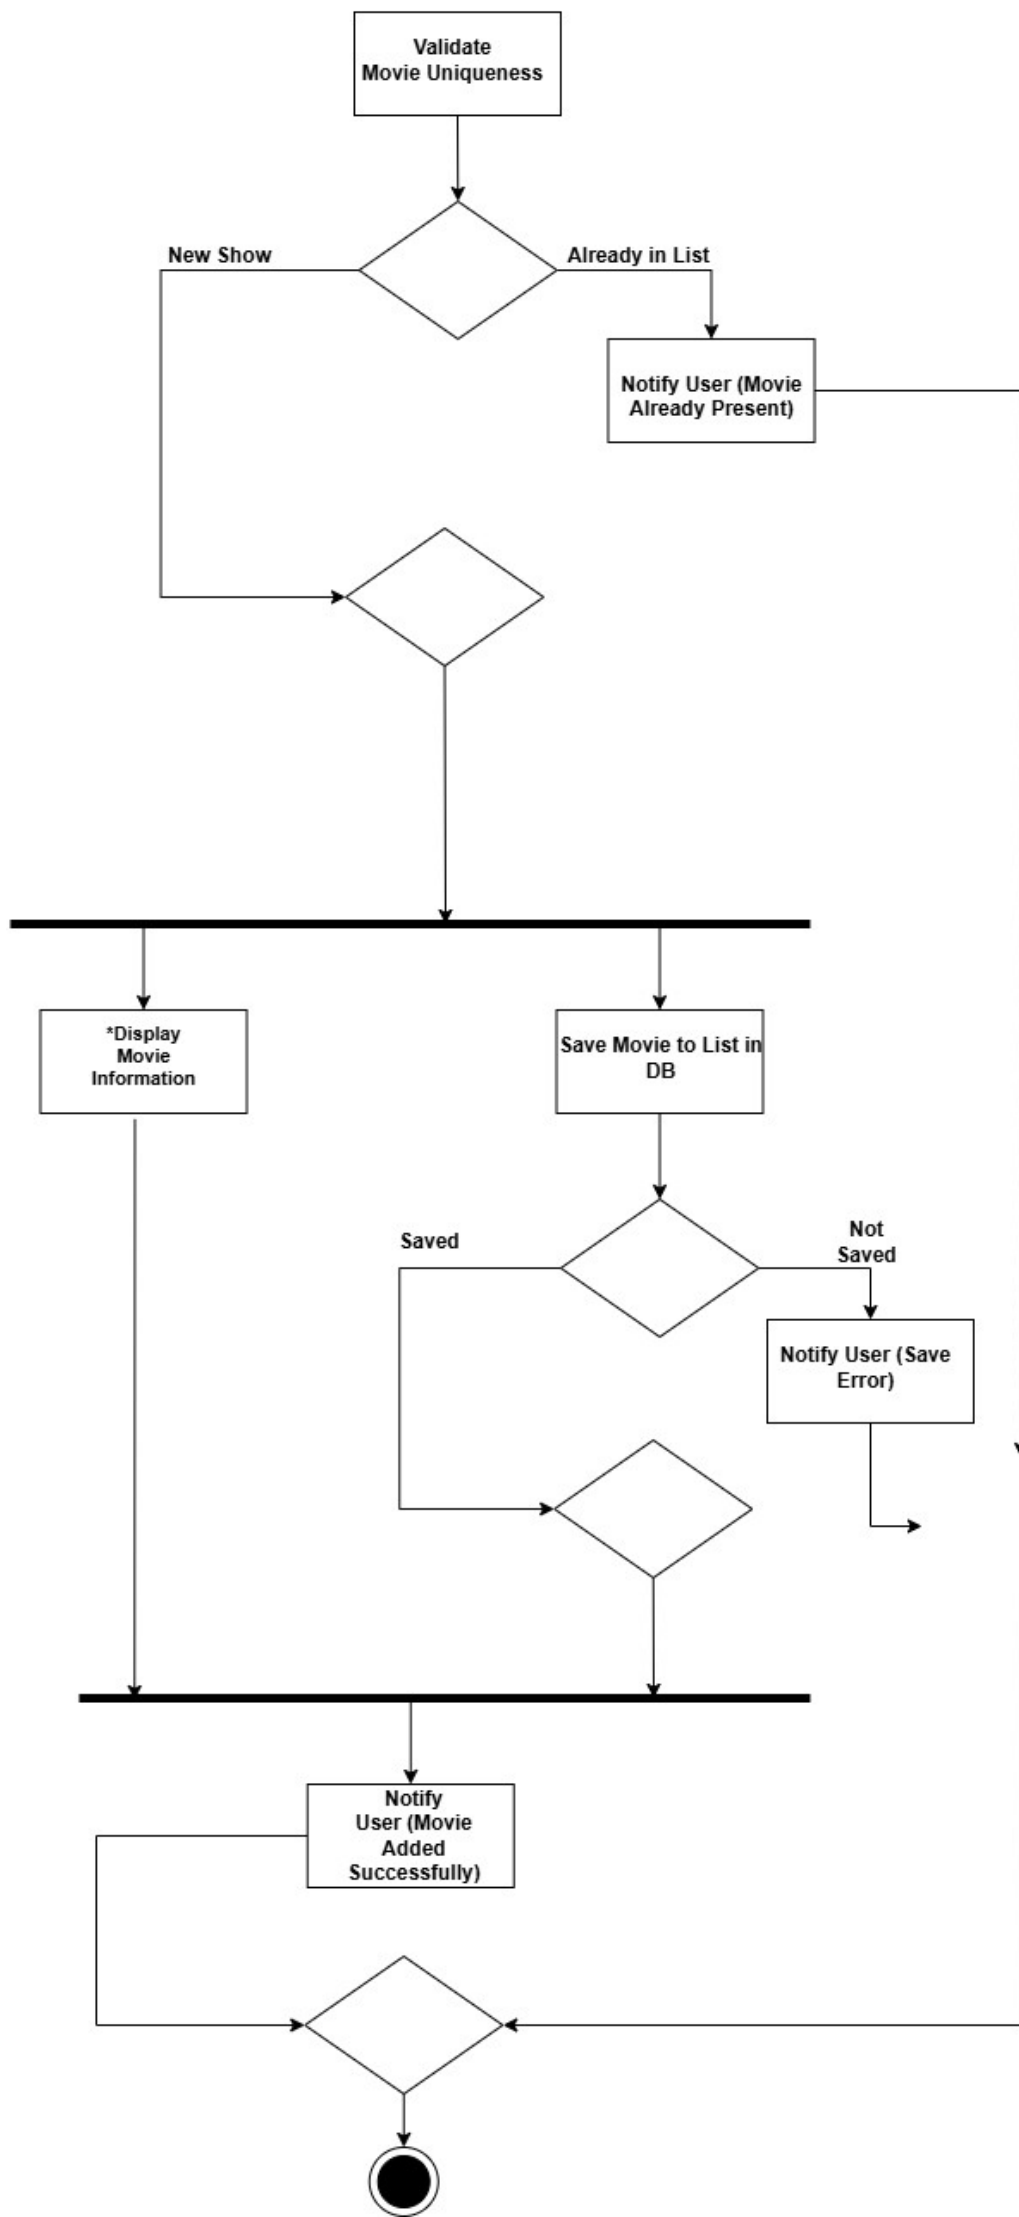 Validate
Movie Uniqueness
New Show
Already in List
Notify User (Movie
Already Present)
*Display
Movie
Information
Save Movie to List in
DB
Saved
Not
Saved
Notify User (Save
Error)
Notify
User (Movie
Added
Successfully)